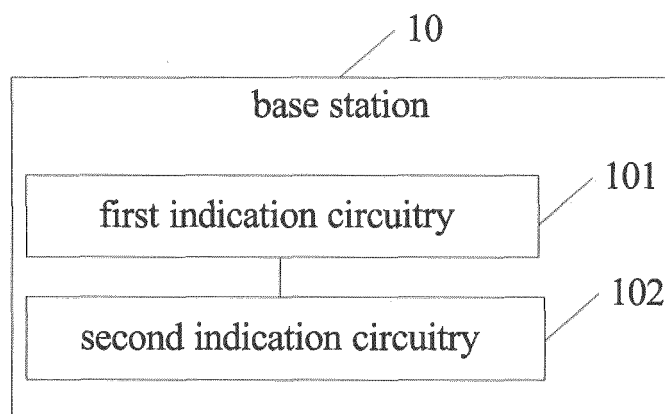 10
base station
101
first indication circuitry
102
second indication circuitry